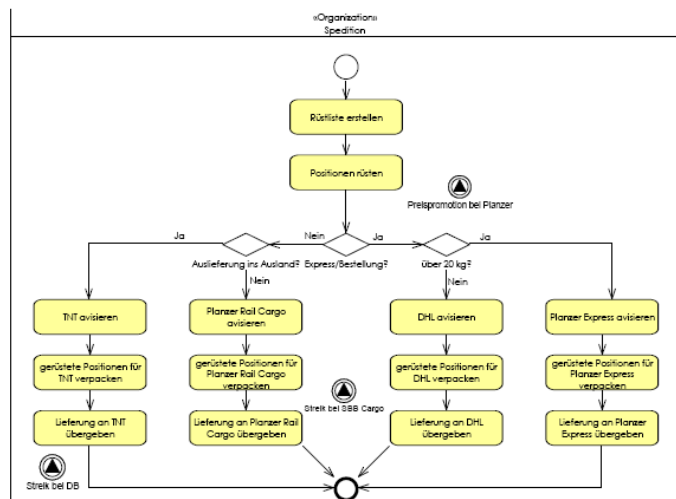 «Organization»
Spedition
Rüstliste erstellen
Positionen rüsten
Preispromotion bei Planzer
Ja
Nein
Ja
Ja
Auslieferung ins Ausland?
Express/Bestellung?
über 20 kg?
Nein
Nein
TNT avisieren
Planzer Rail Cargo
avisieren
DHL avisieren
Planzer Express avisieren
gerüstete Positionen für
TNT verpacken
gerüstete Positionen für
Planzer Rail Cargo
verpacken
gerüstete Positionen für
DHL verpacken
gerüstete Positionen für
Planzer Express
verpacken
Streik bei SBB Cargo
Lieferung an TNT
übergeben
Lieferung an Planzer Rail
Cargo übergeben
Lieferung an DHL
übergeben
Lieferung an Planzer
Express übergeben
Streik bei DB